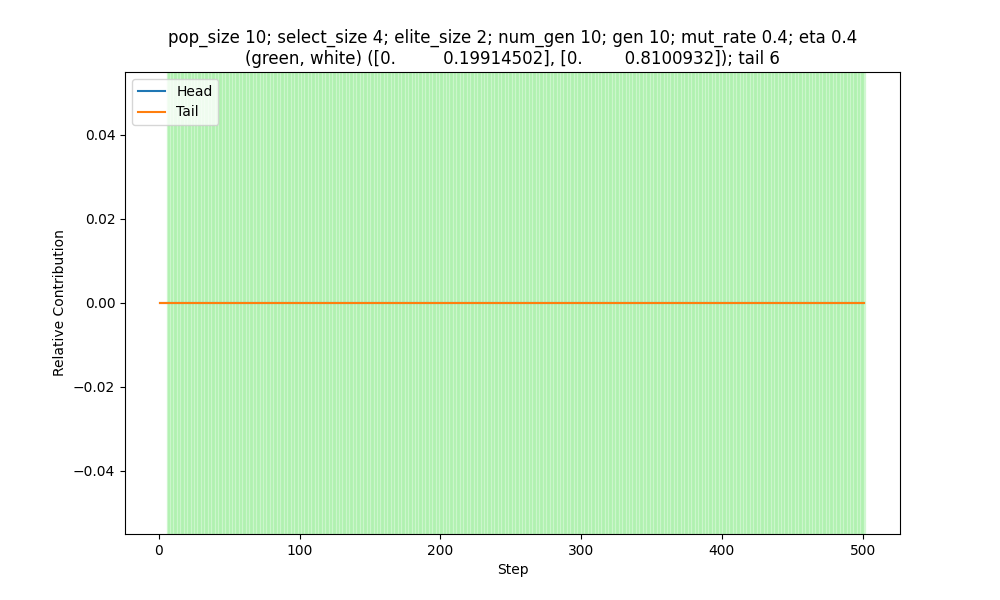 pop_size 10; select_size 4; elite_size 2; num_gen 10; gen 10; mut_rate 0.4; eta 0.4
(green, white) ([0.         0.19914502], [0.        0.8100932]); tail 6
Head
Tail
0.04
0.02
0.00
−0.02
−0.04
Relative Contribution
0
100
200
300
400
500
Step